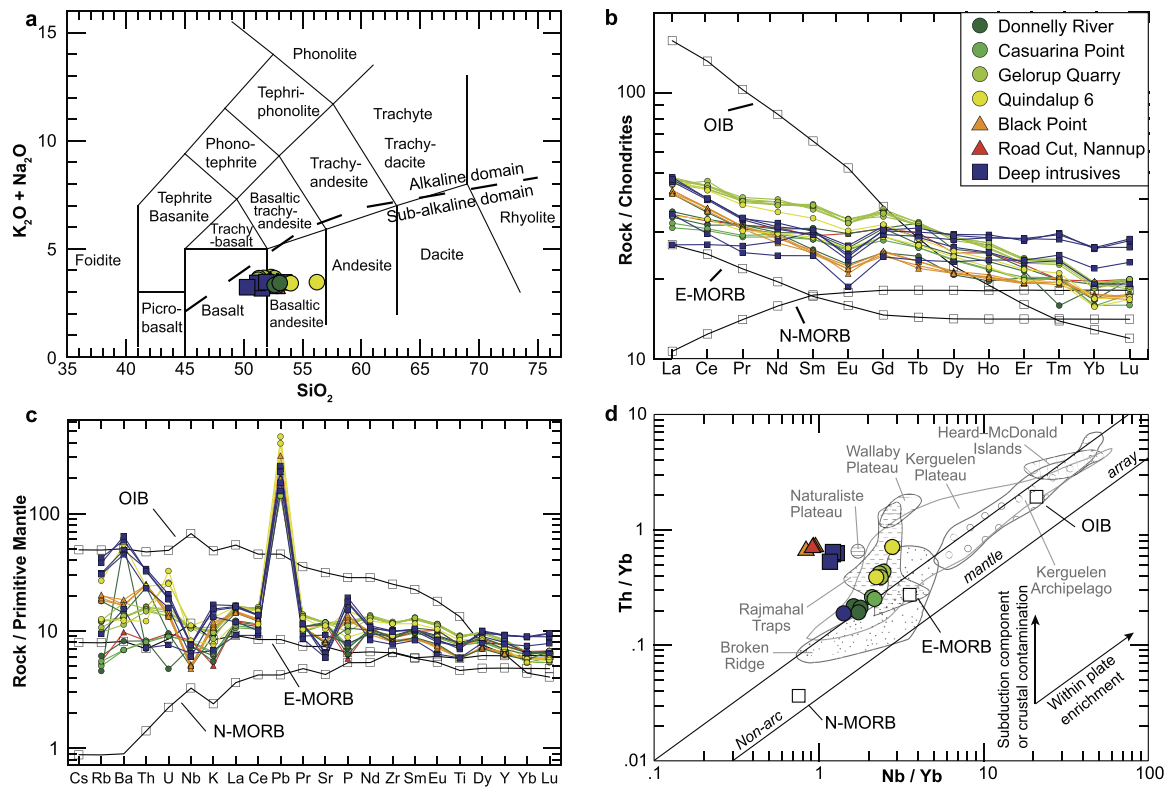 a
15
10
5
0
K2O + Na2O
Phonolite
Tephri-
phonolite
Trachyte
Phono-
tephrite
Trachy-
dacite
Trachy-
andesite
Alkaline domain
Tephrite
Basanite
Basaltic
trachy-
andesite
Sub-alkaline domain
Rhyolite
Trachy
-basalt
Foidite
Andesite
Dacite
Picro-
basalt
Basalt
Basaltic
andesite
35 40 45 50 55 60 65 70 75
SiO2
b
Donnelly River
Casuarina Point
Gelorup Quarry
Quindalup 6
Black Point
Road Cut, Nannup
Deep intrusives
100
10
Rock / Chondrites
OIB
E-MORB
N-MORB
La Ce Pr Nd Sm Eu Gd Tb Dy Ho Er Tm Yb Lu
c
100
10
1
Rock / Primitive Mantle
OIB
E-MORB
N-MORB
Cs Rb Ba Th U Nb K La Ce Pb Pr Sr P Nd Zr Sm Eu Ti Dy Y Yb Lu
d
10
1
.1
.01
Th / Yb
Heard–McDonald
Islands
Wallaby
Plateau
Kerguelen
Plateau
Naturaliste
Plateau
array
OIB
mantle
Kerguelen
Archipelago
Rajmahal
Traps
Broken
Ridge
E-MORB
N-MORB
Non-arc
Subduction component
or crustal contamination
Within plate
enrichment
.1 1 10 100
Nb / Yb